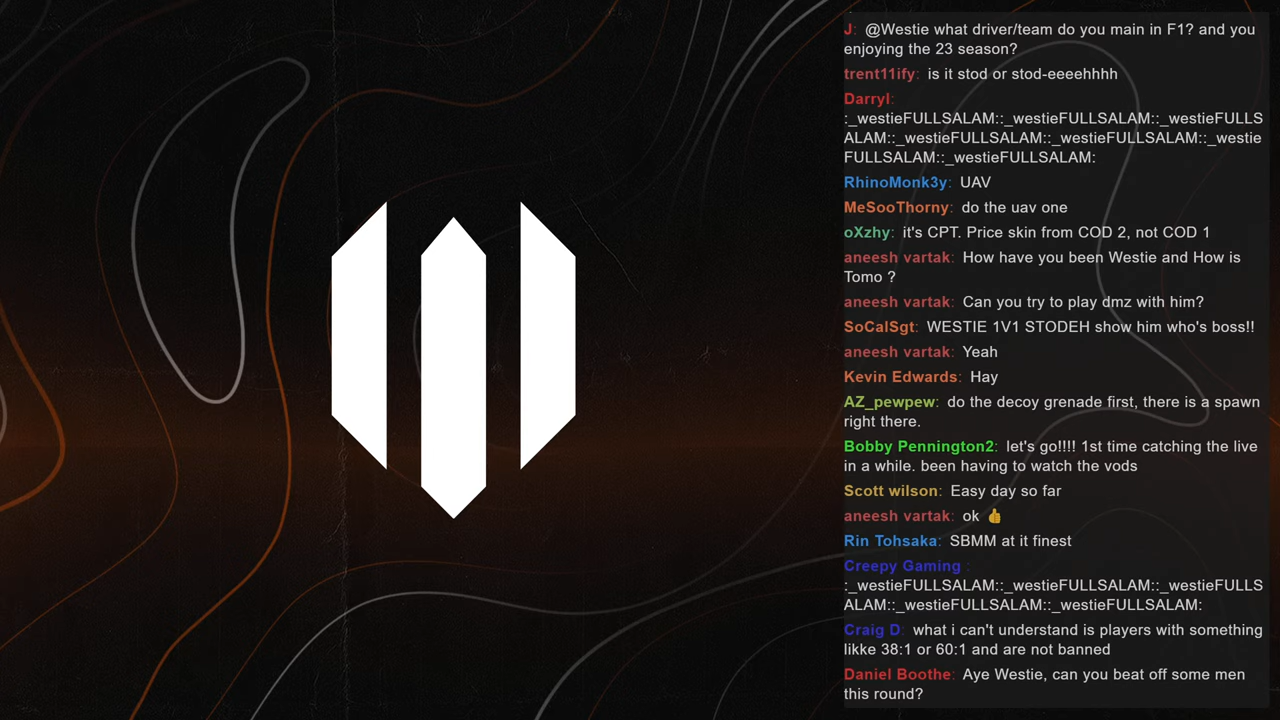 J: @Westie what driver/team do you main in F1? and you
enjoying the 23 season?
trent11ify: is it stod or stod-eeeehhhh
Darryl:
:_westieFULLSALAM::_westieFULLSALAM::_westieFULLS
ALAM::_westieFULLSALAM::_westieFULLSALAM::_westie
FULLSALAM::_westieFULLSALAM:
RhinoMonk3y: UAV
MeSooThorny: do the uav one
oXzhy: it's CPT. Price skin from COD 2, not COD 1
aneesh vartak: How have you been Westie and How is
Tomo ?
aneesh vartak: Can you try to play dmz with him?
SoCalSgt: WESTIE 1V1 STODEH show him who's boss!!
aneesh vartak: Yeah
Kevin Edwards: Hay
AZ_pewpew: do the decoy grenade first, there is a spawn
right there.
Bobby Pennington2: let's go!!!! 1st time catching the live
in a while. been having to watch the vods
Scott wilson: Easy day so far
aneesh vartak: ok 👍
Rin Tohsaka: SBMM at it finest
Creepy Gaming :
:_westieFULLSALAM::_westieFULLSALAM::_westieFULLS
ALAM::_westieFULLSALAM::_westieFULLSALAM:
Craig D: what i can't understand is players with something
likke 38:1 or 60:1 and are not banned
Daniel Boothe: Aye Westie, can you beat off some men
this round?